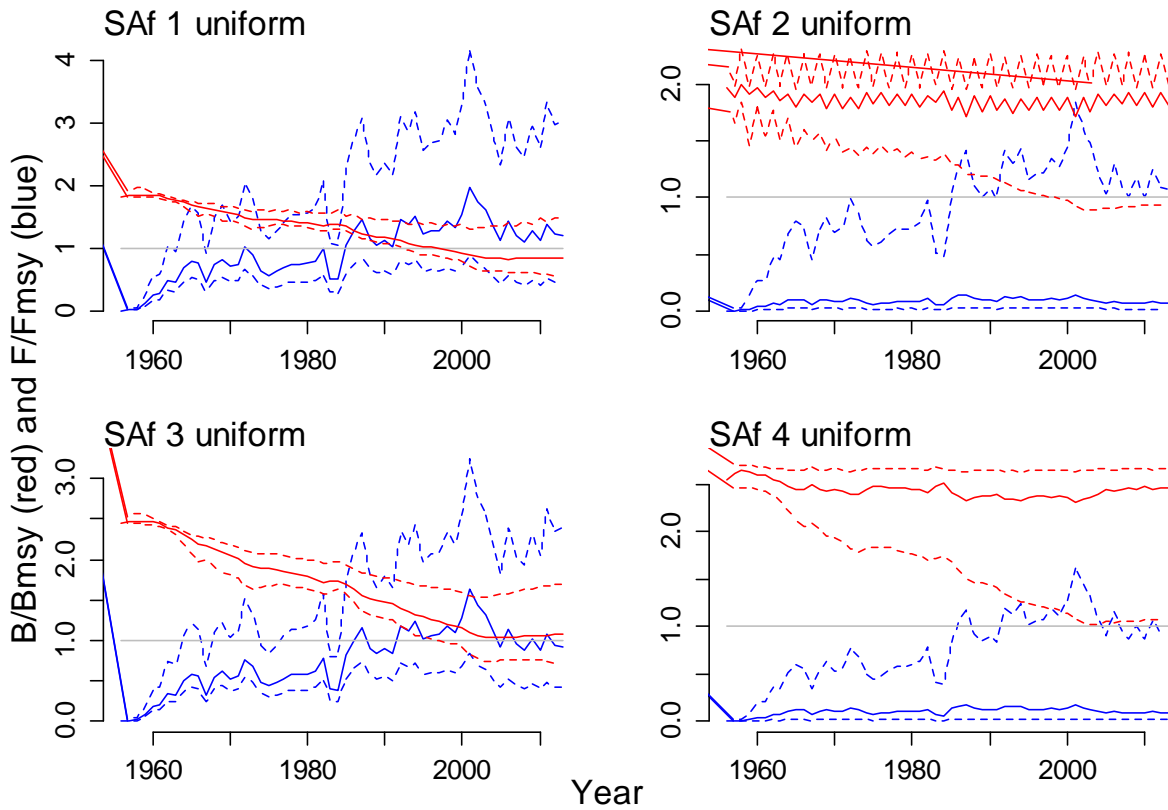 SAf 1 uniform
SAf 2 uniform
4
3
2
1
0
2.0
1.0
0.0
1960 1980 2000
1960 1980 2000
SAf 3 uniform
SAf 4 uniform
3.0
2.0
1.0
0.0
2.0
1.0
0.0
1960 1980 2000
1960 1980 2000
B/Bmsy (red) and F/Fmsy (blue)
Year